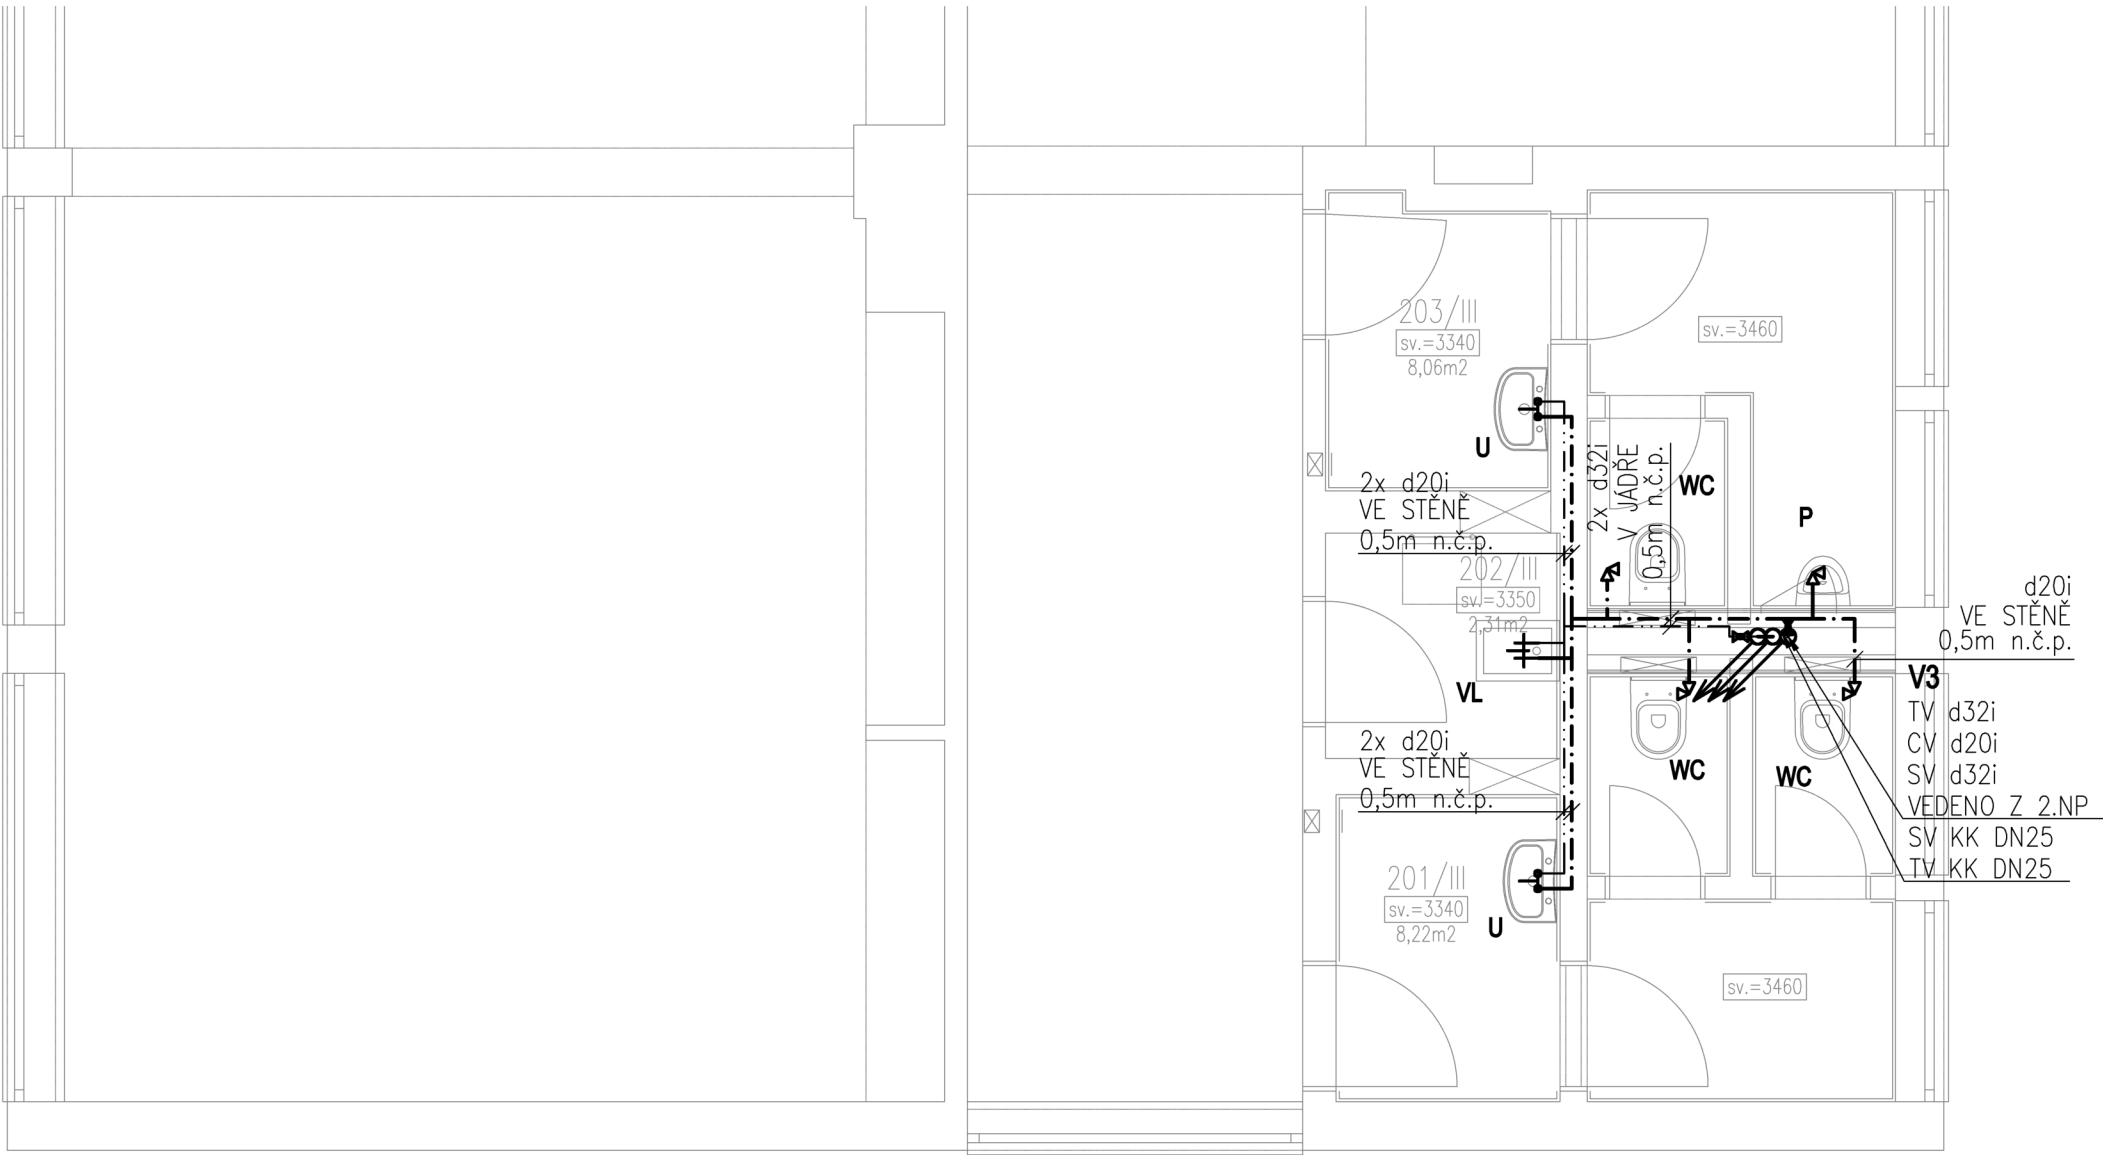 203/III
sv.=3340
8,06m2
sv.=3460
U
2x d20i
VE STĚNĚ
0,5m n.č.p.
2x d32i
V JÁDŘE
0,5m n.č.p.
WC
P
202/III
sv.=3350
2,31m2
VL
d20i
VE STĚNĚ
0,5m n.č.p.
V3
TV d32i
CV d20i
SV d32i
VEDENO Z 2.NP
SV KK DN25
TV KK DN25
2x d20i
VE STĚNĚ
0,5m n.č.p.
WC
WC
201/III
sv.=3340
8,22m2
U
sv.=3460